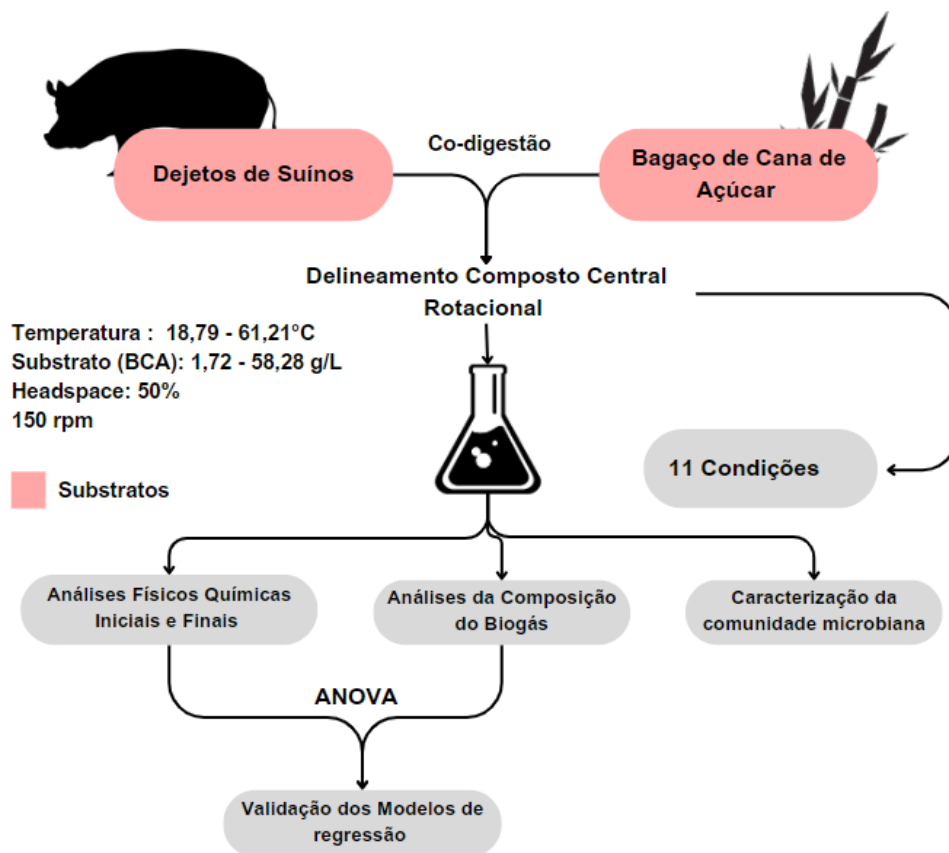 Co-digestão
Dejetos de Suínos
Bagaço de Cana de
Açúcar
Delineamento Composto Central
Rotacional
Temperatura : 18,79 - 61,21°C
Substrato (BCA): 1,72 - 58,28 g/L
Headspace: 50%
150 rpm
11 Condições
Substratos
Análises Físicos Químicas
Iniciais e Finais
Análises da Composição
do Biogás
Caracterização da
comunidade microbiana
ANOVA
Validação dos Modelos de
regressão